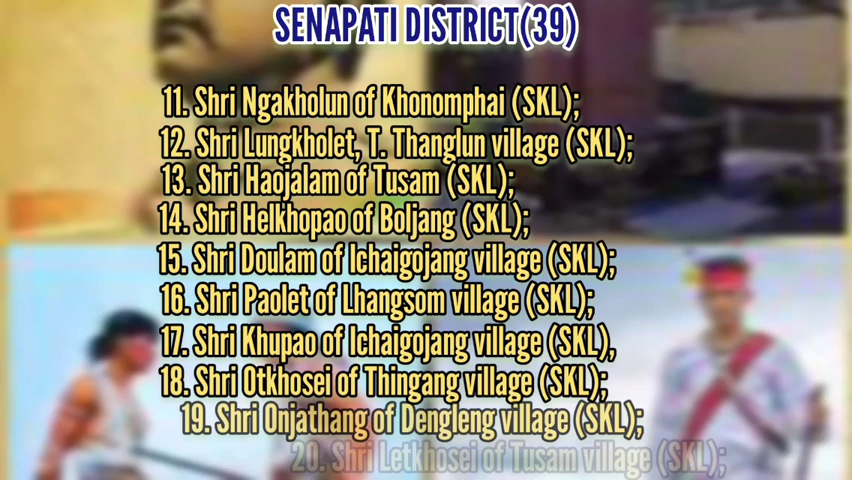 SENAPATI DISTRICT(39)
11. Shri Ngakholun of Khonomphai (SKL);
12. Shri Lungkholet, T. Thanglun village (SKL);
13. Shri Haojalam of Tusam (SKL);
14. Shri Helkhopao of Boljang (SKL);
15. Shri Doulam of Ichaigojang village (SKL);
16. Shri Paolet of Lhangsom village (SKL);
17. Shri Khupao of Ichaigojang village (SKL),
18. Shri Otkhosei of Thingang village (SKL);
19. Shri Onjathang of Dengleng village (SKL);
20. Shri Letkhosei of Tusam village (SKL);